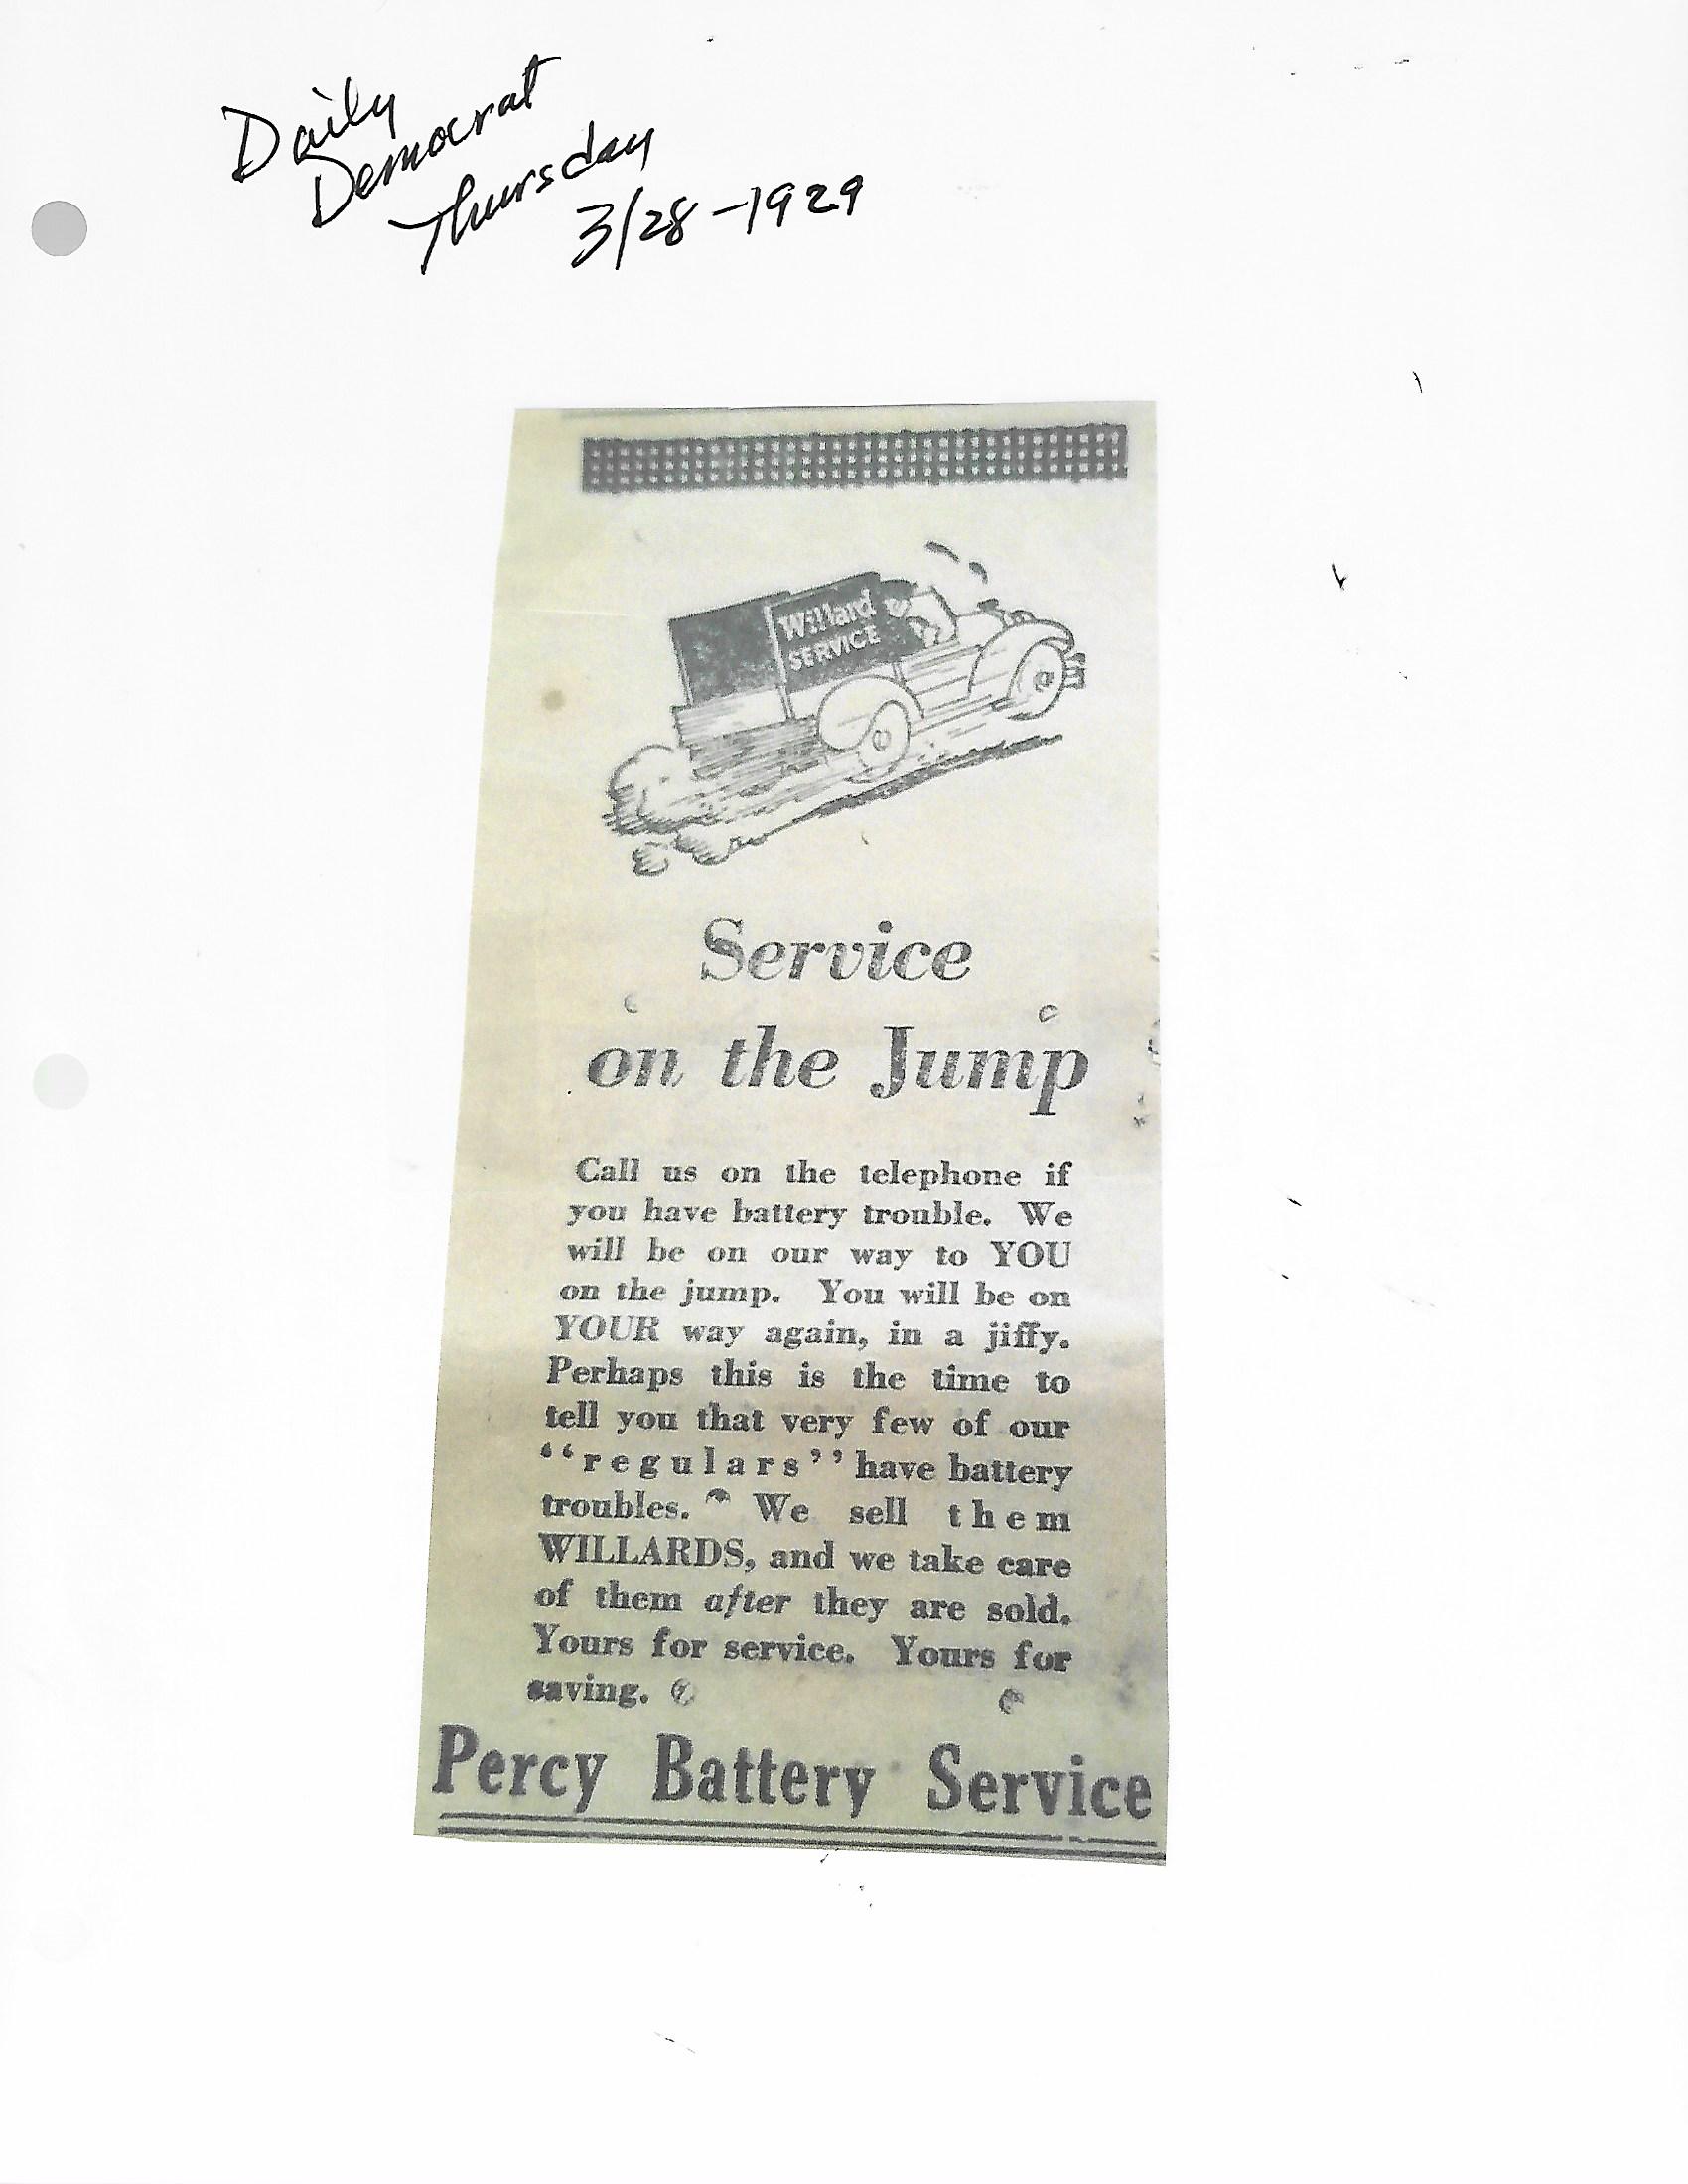 Daily
Democrat
Thursday
3/28-1929
Willard
SERVICE
Service
on the Jump
Call us on the telephone if
you have battery trouble. We
will be on our way to YOU
on the jump. You will be on
YOUR way again, in a jiffy.
Perhaps this is the time to
tell you that very few of our
"regulars" have battery
troubles. We sell them
WILLARDS, and we take care
of them after they are sold.
Yours for service. Yours for
saving.
Percy Battery Service